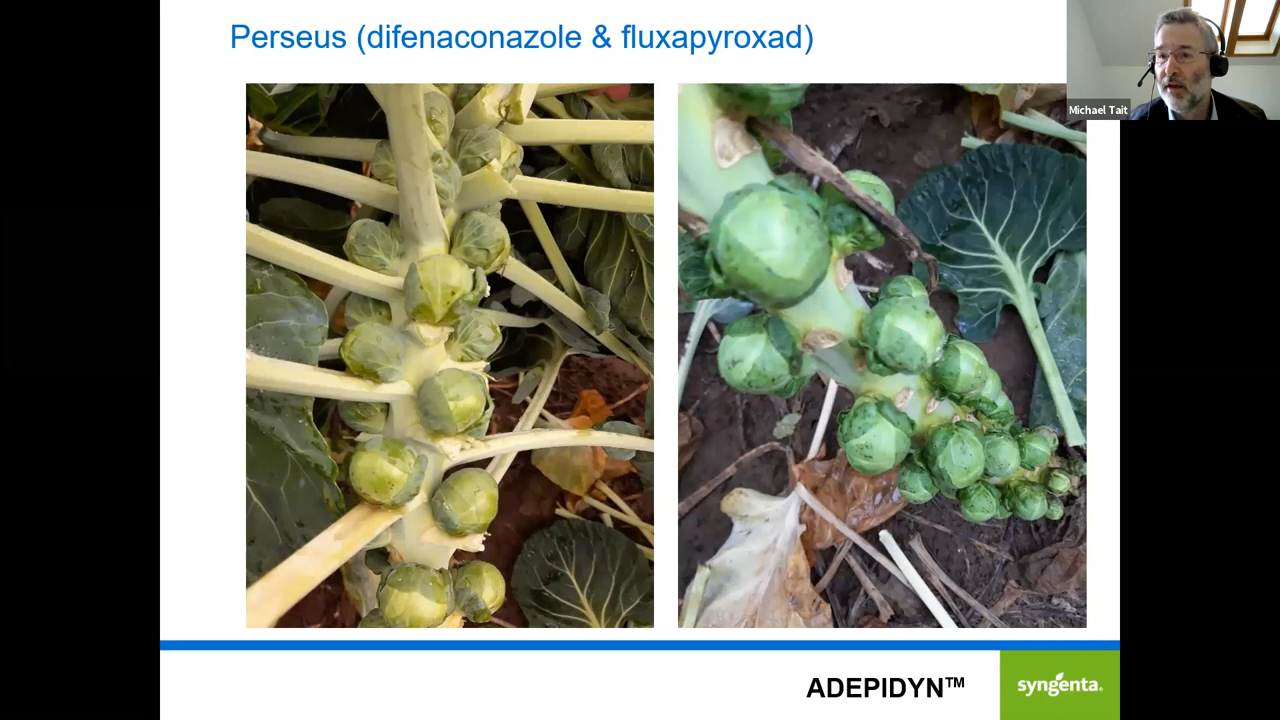 Perseus (difenaconazole & fluxapyroxad)
Michael Tait
ADEPIDYN™
syngenta.